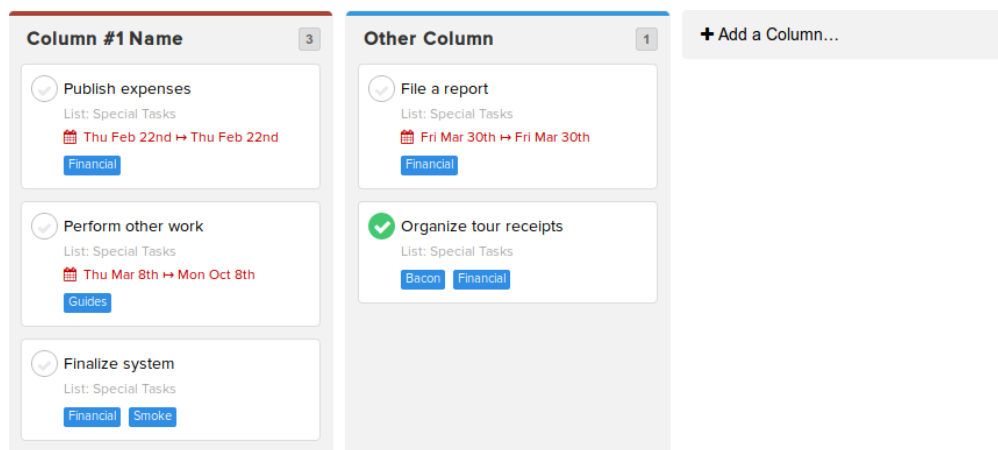 Column #1 Name
3
Publish expenses
List: Special Tasks
Thu Feb 22nd ↦ Thu Feb 22nd
Financial
Perform other work
List: Special Tasks
Thu Mar 8th ↦ Mon Oct 8th
Guides
Finalize system
List: Special Tasks
Financial Smoke
Other Column
1
File a report
List: Special Tasks
Fri Mar 30th ↦ Fri Mar 30th
Financial
Organize tour receipts
List: Special Tasks
Bacon Financial
+ Add a Column...